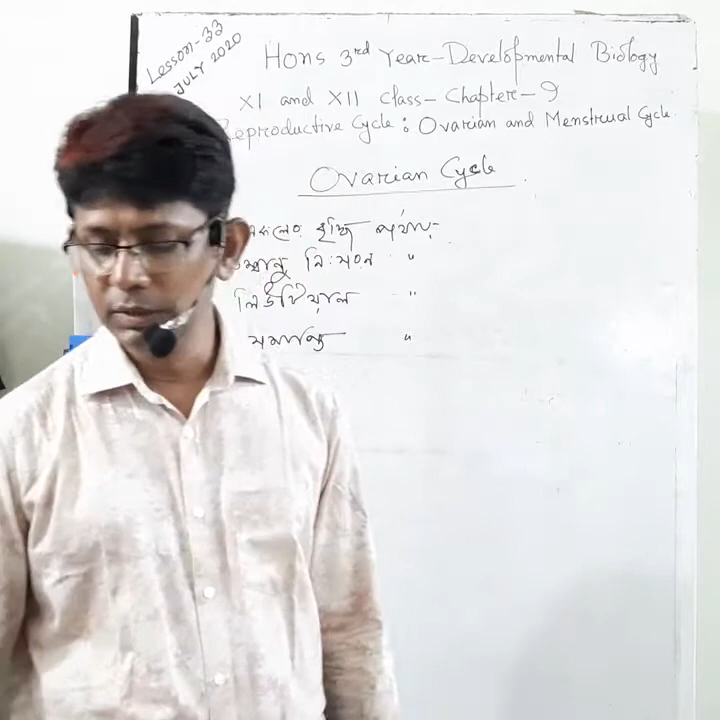 Lesson-33
JULY 2020
Hons 3rd Year-Developmental Biology
XI and XII Class-Chapter-9
Reproductive Cycle: Ovarian and Menstrual Cycle
Ovarian Cycle
বৃদ্ধি পর্যায়:
নিঃসরণ "
লিউটিয়াল "
"